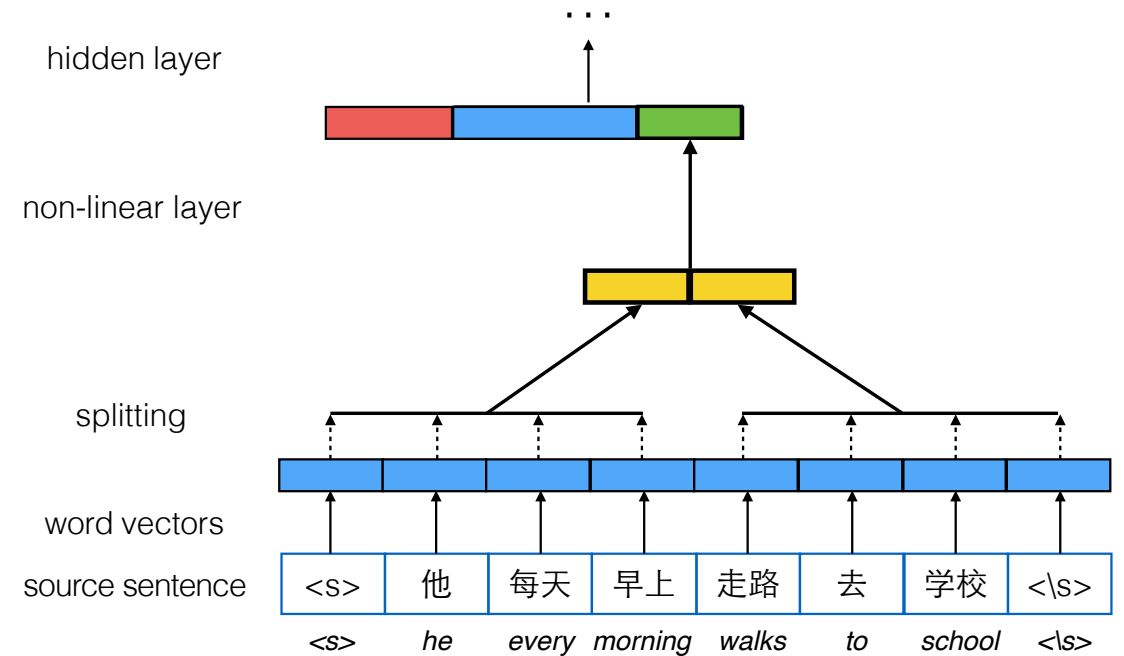 ...
hidden layer
non-linear layer
splitting
word vectors
source sentence <s> 他 每天 早上 走路 去 学校 <\s>
<s> he every morning walks to school <\s>